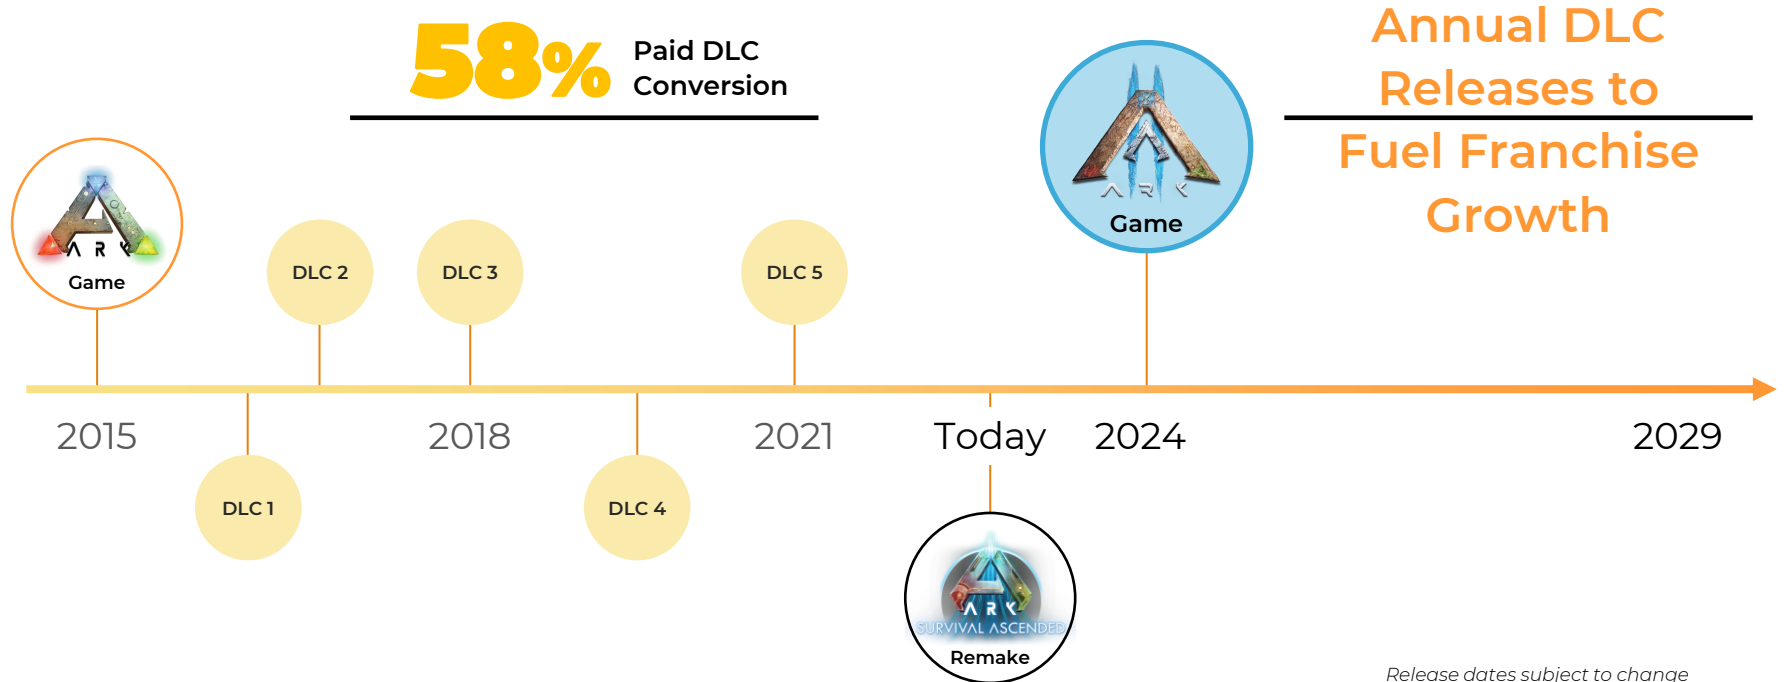 58% Paid DLC
Conversion
Annual DLC
Releases to
Fuel Franchise
Growth
ARK
Game
ARK
Game
DLC 2
DLC 3
DLC 5
2015
2018
2021
Today
2024
2029
DLC 1
DLC 4
ARK
SURVIVAL ASCENDED
Remake
Release dates subject to change